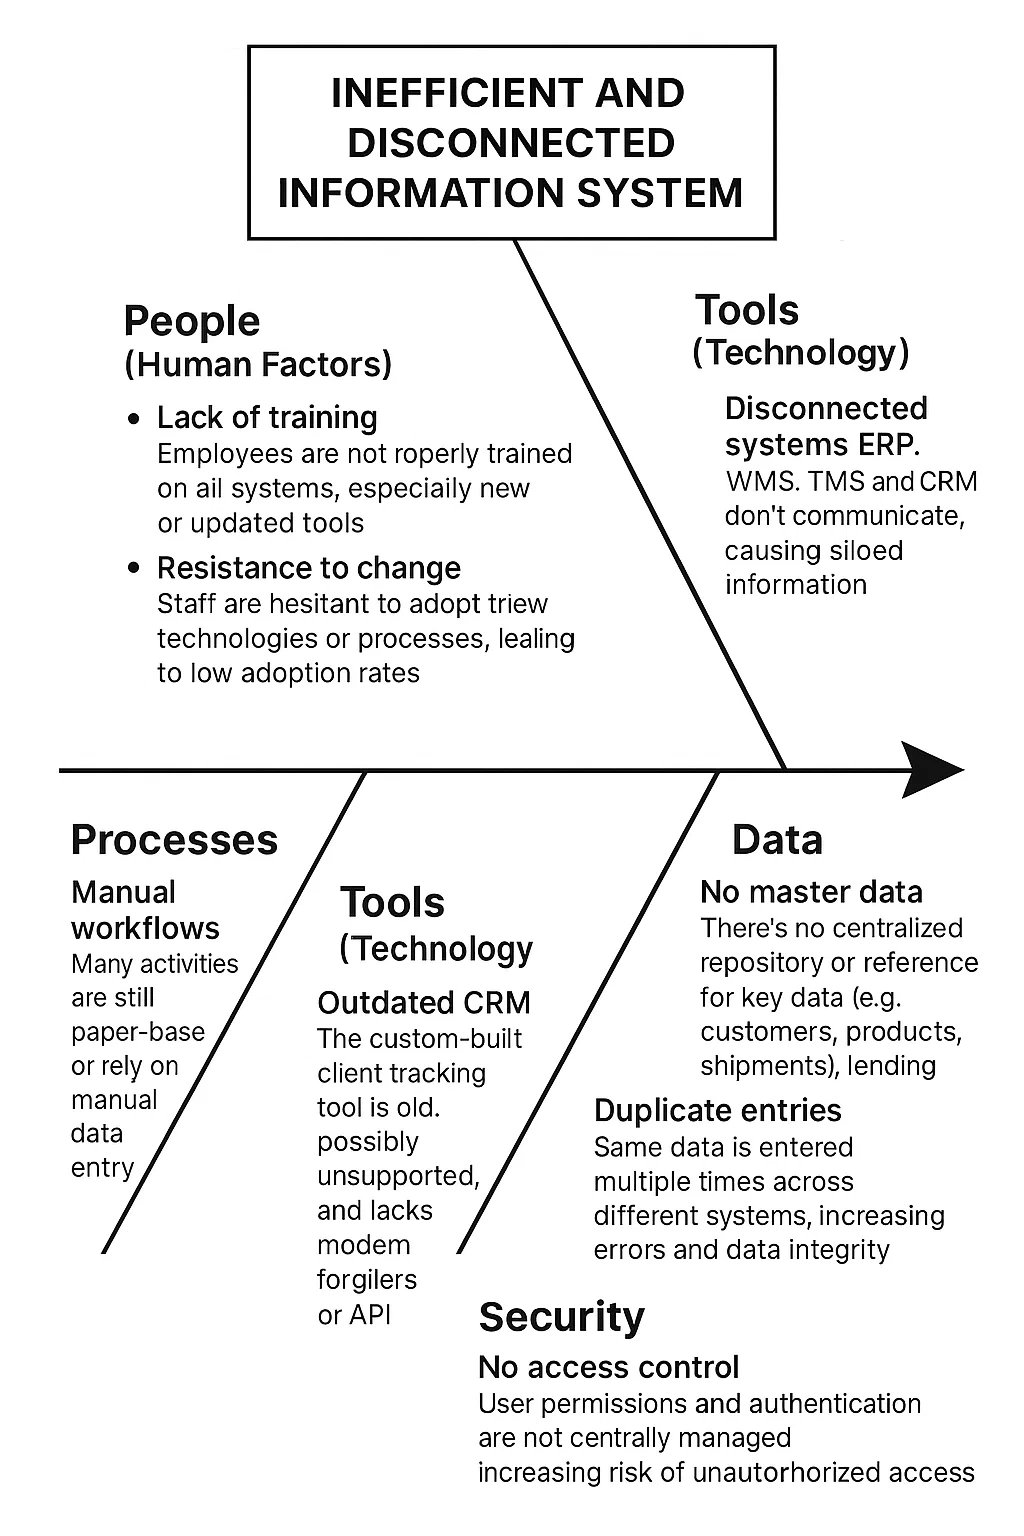 INEFFICIENT AND
DISCONNECTED
INFORMATION SYSTEM
People
(Human Factors)
• Lack of training
Employees are not roperly trained
on ail systems, especiaily new
or updated tools
• Resistance to change
Staff are hesitant to adopt triew
technologies or processes, lealing
to low adoption rates
Tools
(Technology)
Disconnected
systems ERP.
WMS. TMS and CRM
don't communicate,
causing siloed
information
Processes
Manual
workflows
Many activities
are still
paper-base
or rely on
manual
data
entry
Tools
(Technology
Outdated CRM
The custom-built
client tracking
tool is old.
possibly
unsupported,
and lacks
modem
forgilers
or API
Data
No master data
There's no centralized
repository or reference
for key data (e.g.
customers, products,
shipments), lending
Duplicate entries
Same data is entered
multiple times across
different systems, increasing
errors and data integrity
Security
No access control
User permissions and authentication
are not centrally managed
increasing risk of unautorhorized access